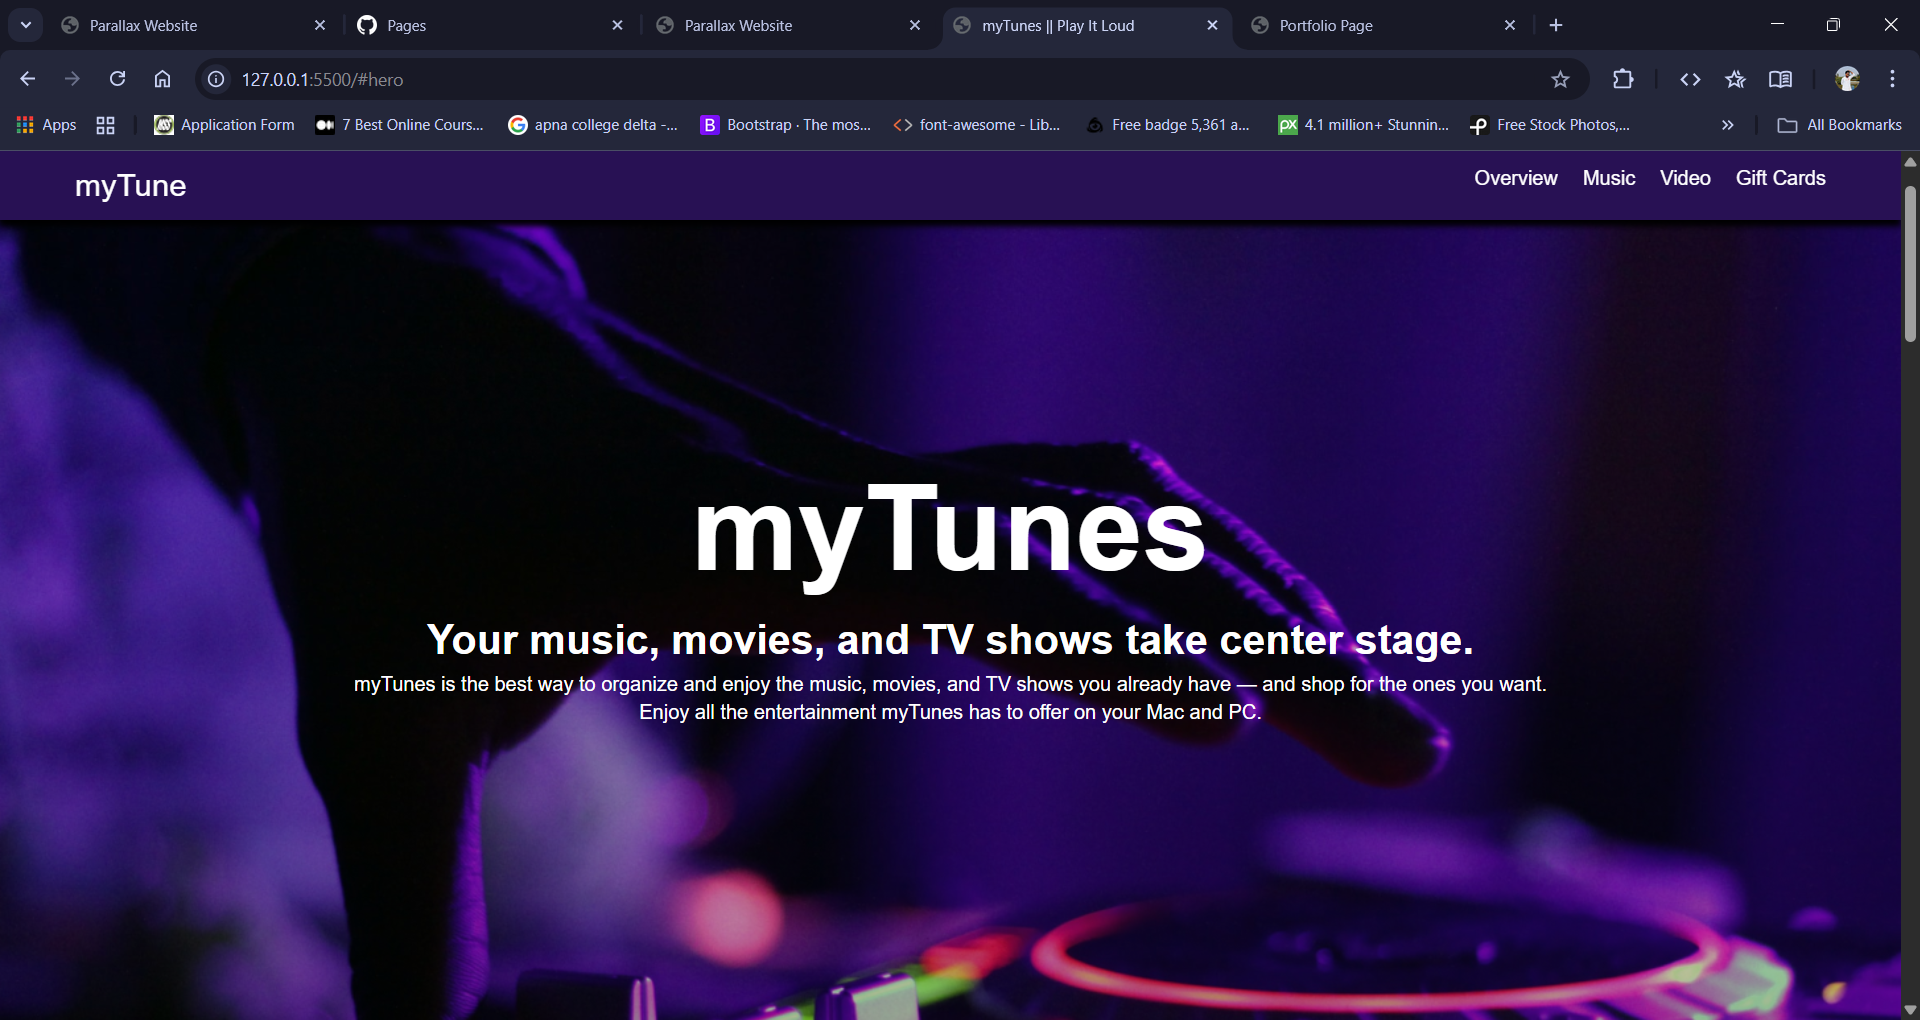 Parallax Website
Pages
Parallax Website
myTunes || Play It Loud
Portfolio Page
127.0.0.1:5500/#hero
Apps
Application Form
7 Best Online Cours...
apna college delta -...
B
Bootstrap · The mos...
font-awesome - Lib...
Free badge 5,361 a...
px
4.1 million+ Stunnin...
Free Stock Photos,...
All Bookmarks
myTune
Overview
Music
Video
Gift Cards
myTunes
Your music, movies, and TV shows take center stage.
myTunes is the best way to organize and enjoy the music, movies, and TV shows you already have — and shop for the ones you want.
Enjoy all the entertainment myTunes has to offer on your Mac and PC.